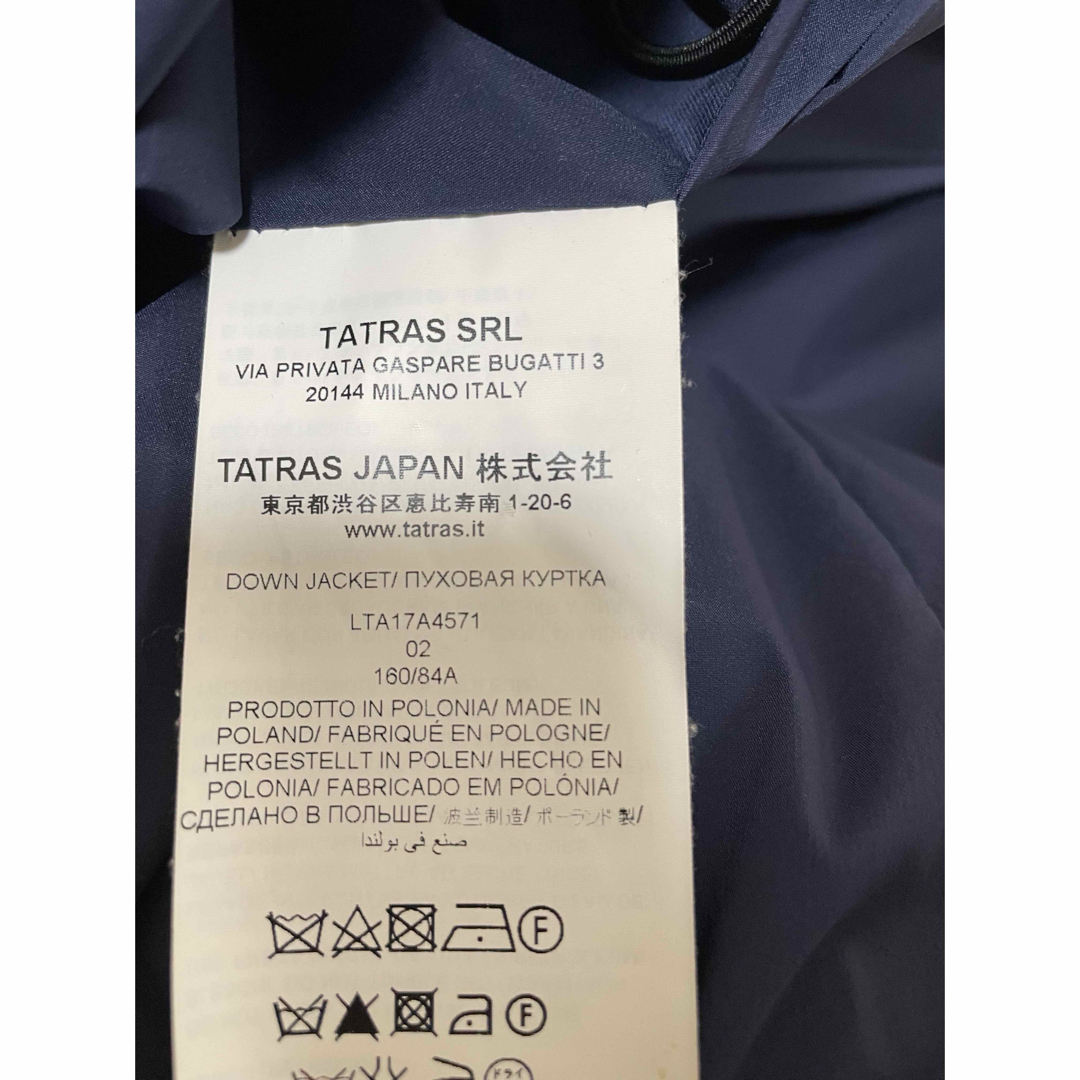 TATRAS SRL
VIA PRIVATA GASPARE BUGATTI 3
20144 MILANO ITALY
TATRAS JAPAN 株式会社
東京都渋谷区恵比寿南1-20-6
www.tatras.it
DOWN JACKET/ ПУХОВАЯ КУРТКА
LTA17A4571
02
160/84A
PRODOTTO IN POLONIA/ MADE IN
POLAND/ FABRIQUÉ EN POLOGNE/
HERGESTELLT IN POLEN/ HECHO EN
POLONIA/ FABRICADO EM POLÓNIA/
СДЕЛАНО В ПОЛЬШЕ/ 波兰制造/ ポーランド製/
صنع في بولندا
F
F
ドライ